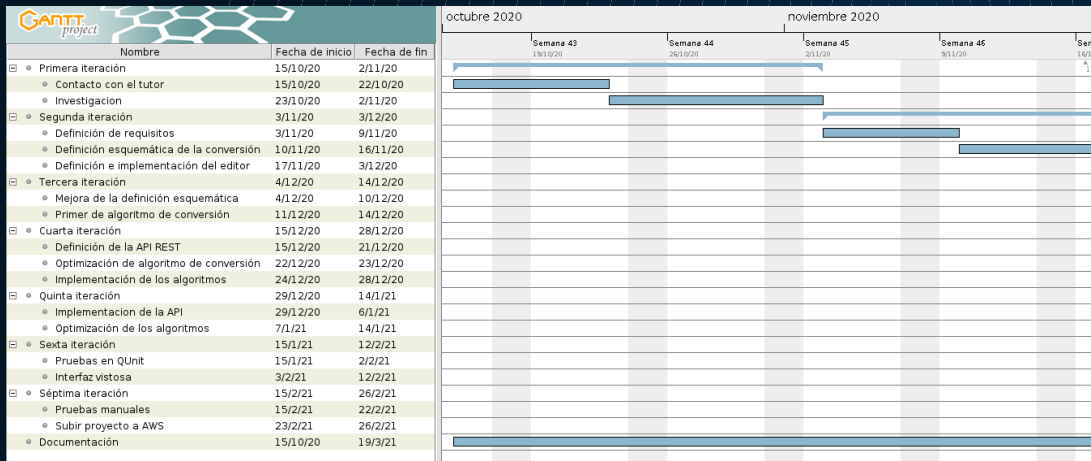 GANTT project
octubre 2020 noviembre 2020
Nombre Fecha de inicio Fecha de fin
Semana 43 Semana 44 Semana 45 Semana 46
19/10/20 26/10/20 2/11/20 9/11/20
Primera iteración 15/10/20 2/11/20
Contacto con el tutor 15/10/20 22/10/20
Investigacion 23/10/20 2/11/20
Segunda iteración 3/11/20 3/12/20
Definición de requisitos 3/11/20 9/11/20
Definición esquemática de la conversión 10/11/20 16/11/20
Definición e implementación del editor 17/11/20 3/12/20
Tercera iteración 4/12/20 14/12/20
Mejora de la definición esquemática 4/12/20 10/12/20
Primer de algoritmo de conversión 11/12/20 14/12/20
Cuarta iteración 15/12/20 28/12/20
Definición de la API REST 15/12/20 21/12/20
Optimización de algoritmo de conversión 22/12/20 23/12/20
Implementación de los algoritmos 24/12/20 28/12/20
Quinta iteración 29/12/20 14/1/21
Implementacion de la API 29/12/20 6/1/21
Optimización de los algoritmos 7/1/21 14/1/21
Sexta iteración 15/1/21 12/2/21
Pruebas en QUnit 15/1/21 2/2/21
Interfaz vistosa 3/2/21 12/2/21
Séptima iteración 15/2/21 26/2/21
Pruebas manuales 15/2/21 22/2/21
Subir proyecto a AWS 23/2/21 26/2/21
Documentación 15/10/20 19/3/21